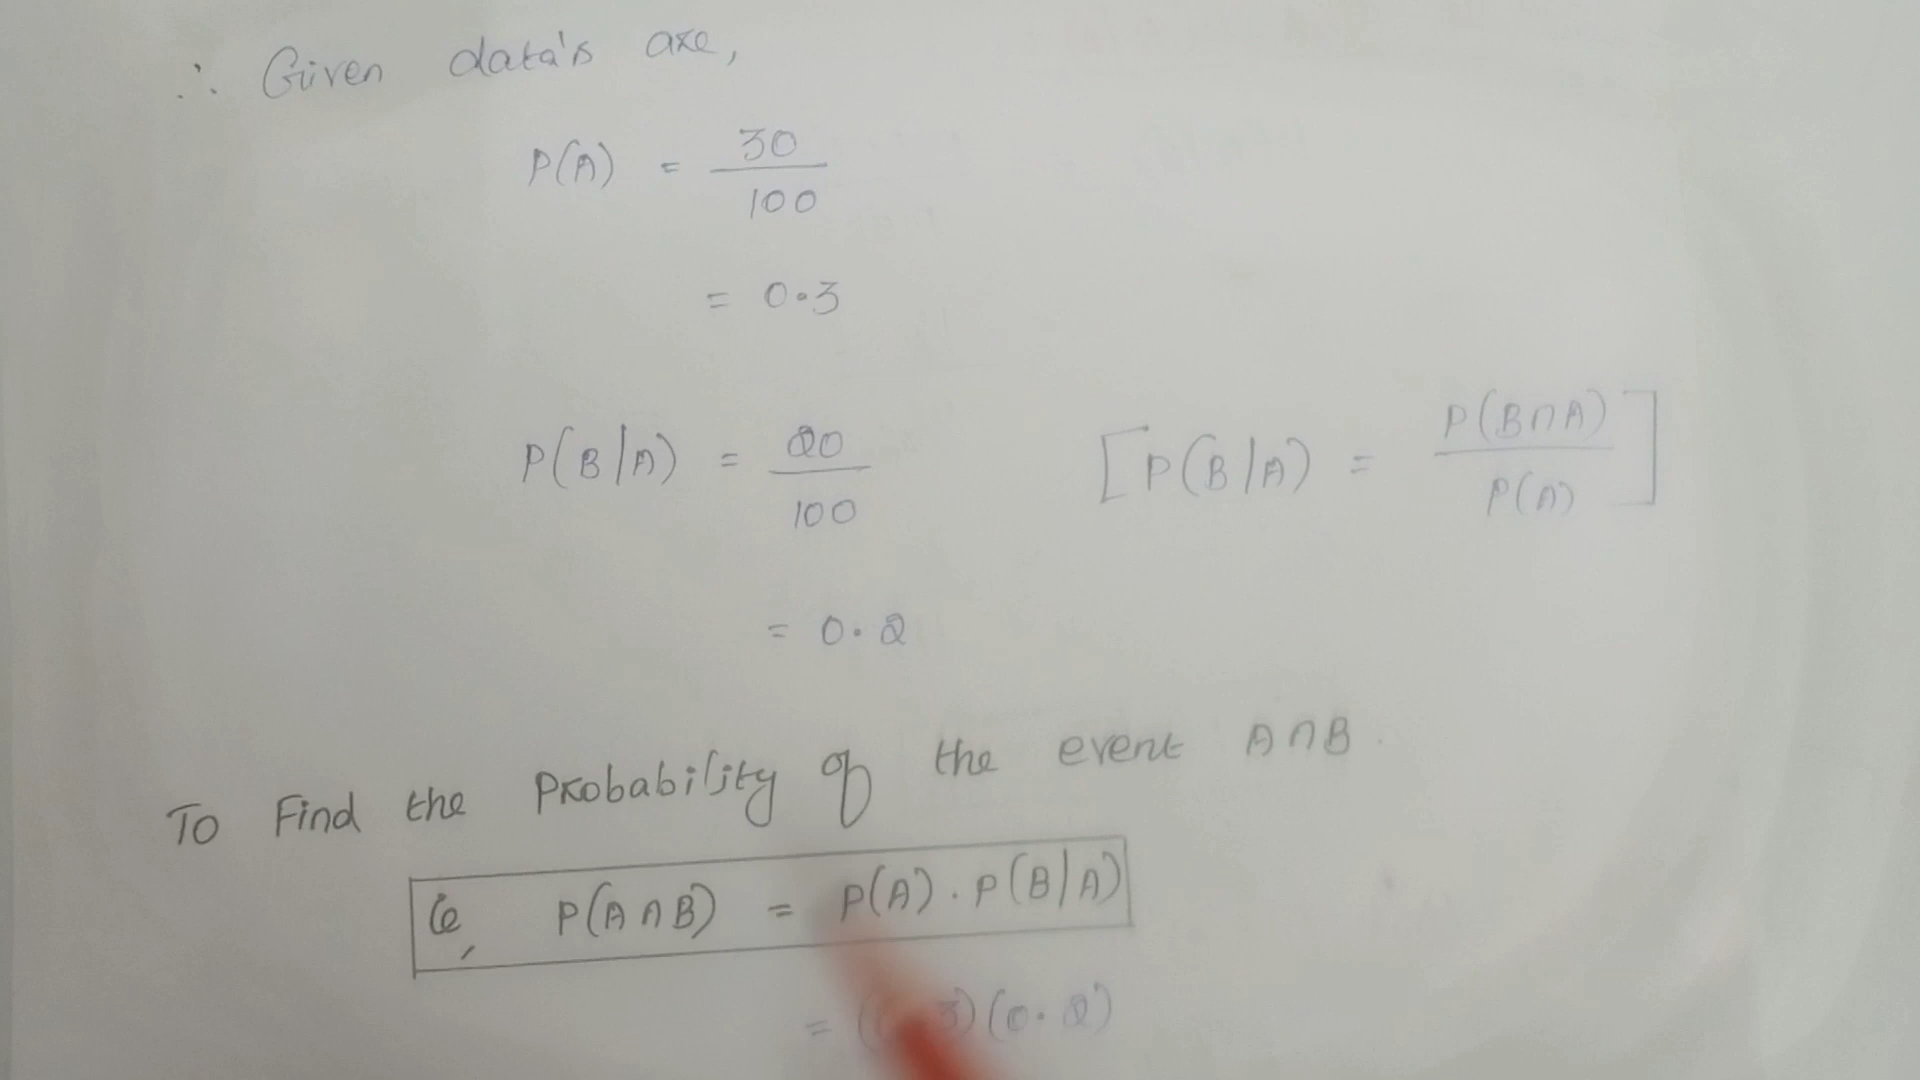 ∴ Given data's are,
P(A) = 30/100
= 0.3
P(B|A) = 20/100 [P(B|A) = P(B∩A)/P(A)]
= 0.2
To Find the Probability of the event A∩B.
ie, P(A∩B) = P(A).P(B|A)
= ( 3)(0.2)